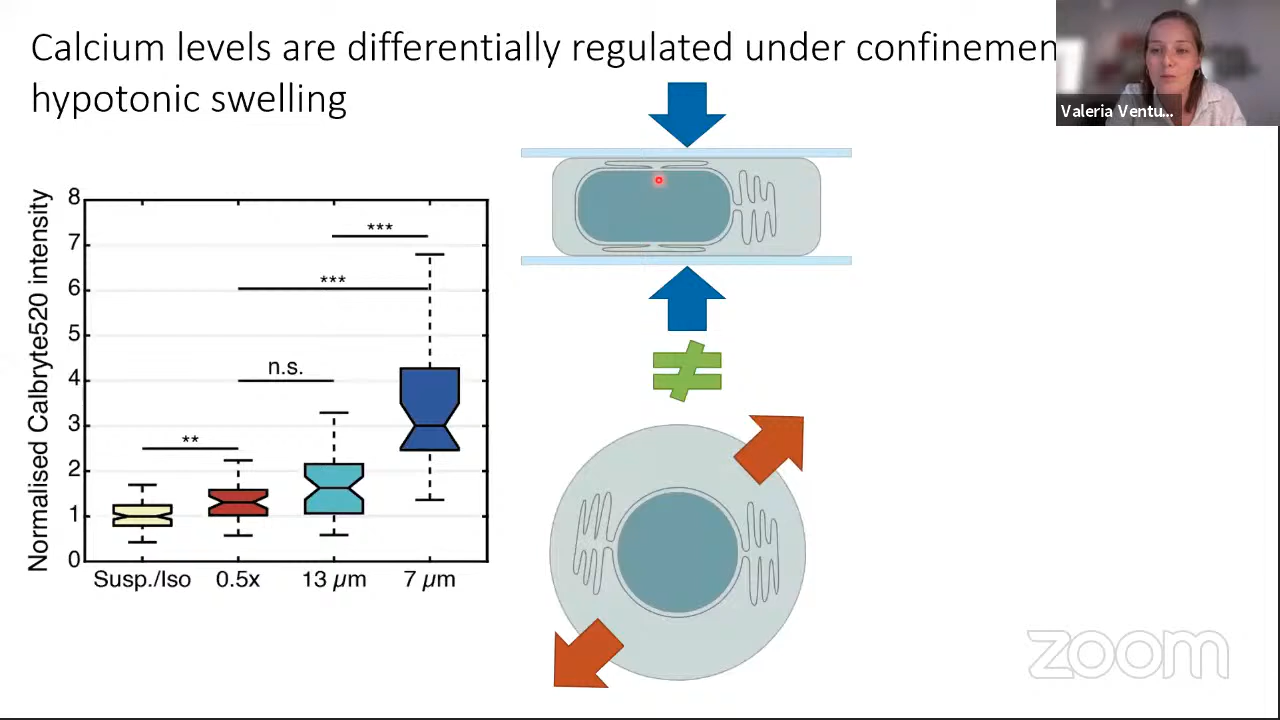 Calcium levels are differentially regulated under confinemen
hypotonic swelling
Valeria Ventu...
Normalised Calbryte520 intensity
8
7
6
5
4
3
2
1
0
***
***
n.s.
**
Susp./Iso 0.5x 13 µm 7 µm
≠
zoom